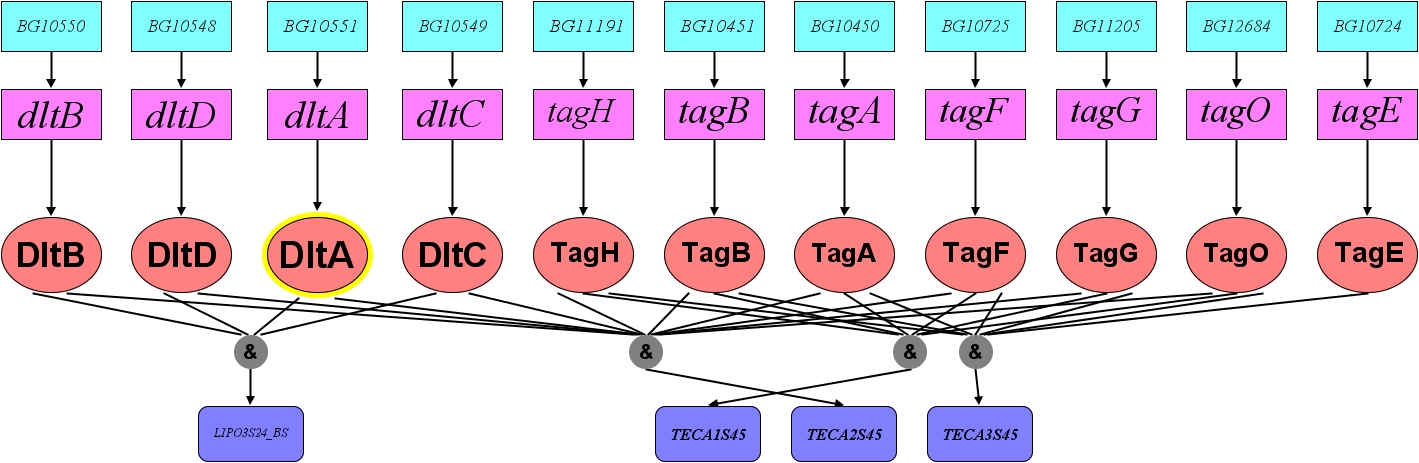 BG10550 BG10548 BG10551 BG10549 BG11191 BG10451 BG10450 BG10725 BG11205 BG12684 BG10724
dltB dltD dltA dltC tagH tagB tagA tagF tagG tagO tagE
DltB DltD DltA DltC TagH TagB TagA TagF TagG TagO TagE
& & & &
LIPO3S24_BS TECA1S45 TECA2S45 TECA3S45